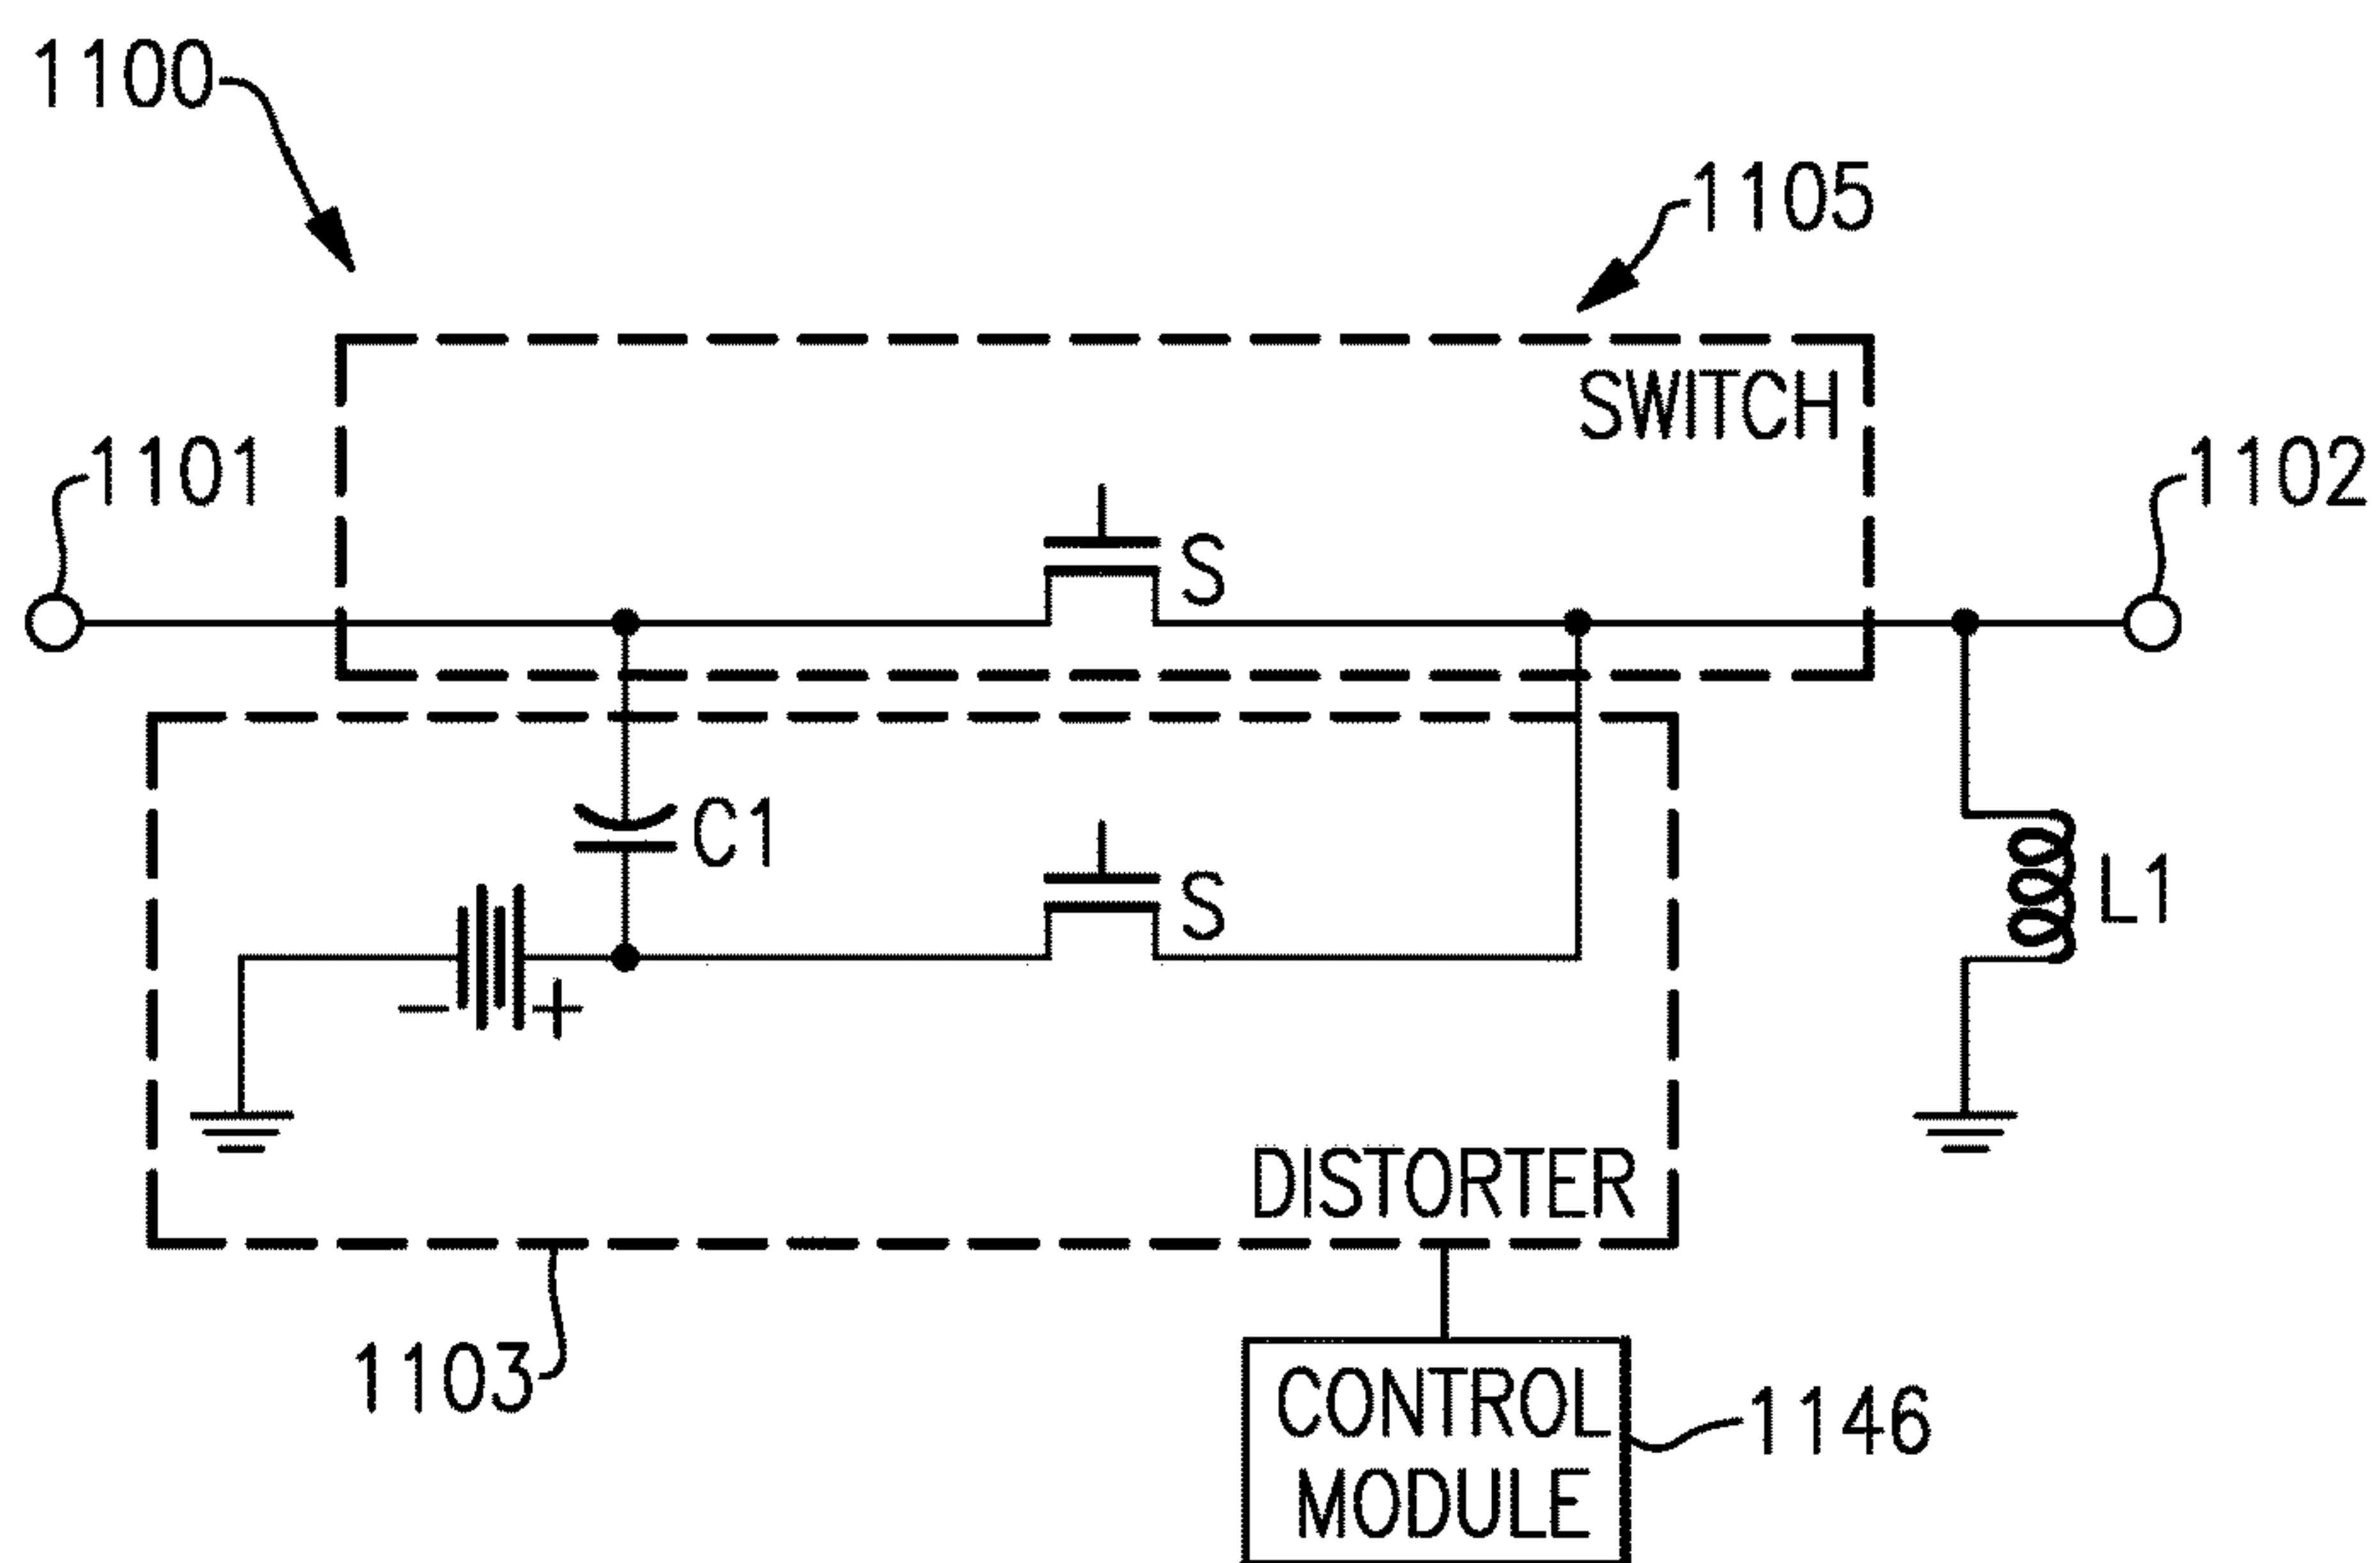 1100
1105
SWITCH
1101
1102
S
C1
S
L1
− +
DISTORTER
1103
CONTROL
MODULE
1146